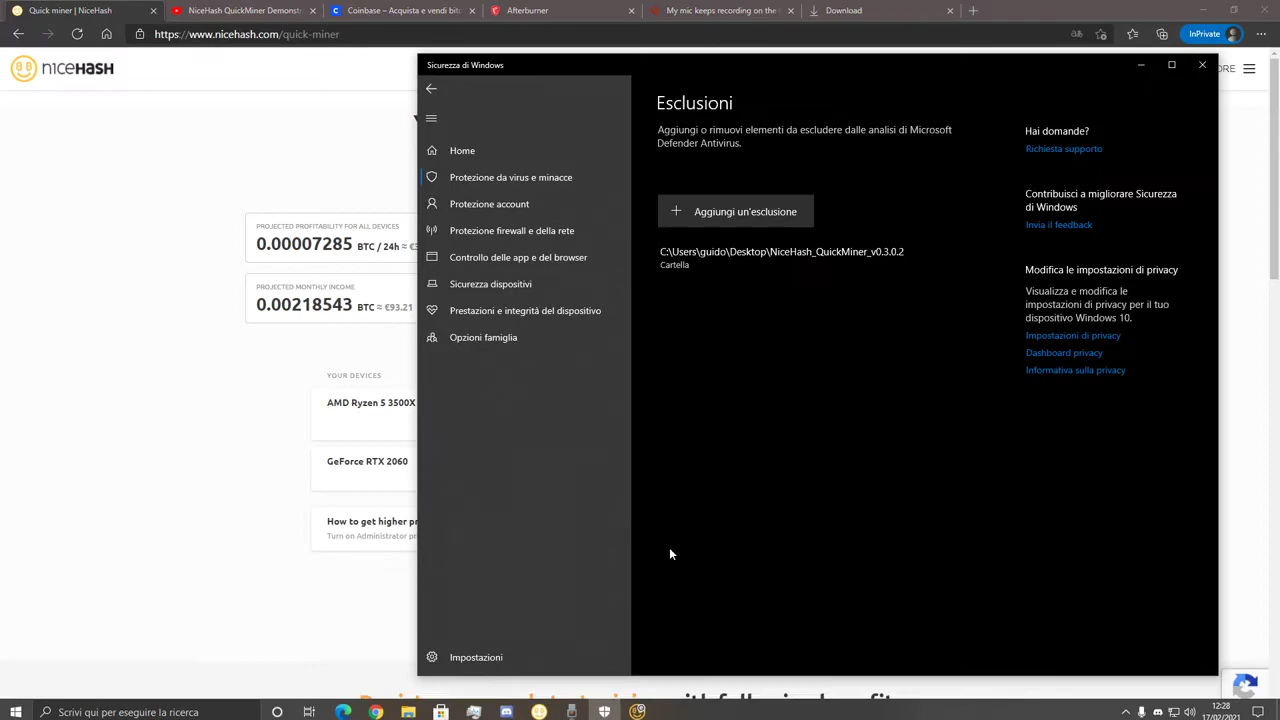 Quick miner | NiceHash
NiceHash QuickMiner Demonst
Coinbase – Compra e vendi bitco
Afterburner
Esclusioni mcp keeping on the
Download
https://www.nicehash.com/quick-miner
InPrivate
niceHASH
ORE
Sicurezza di Windows
Home
Protezione da virus e minacce
Protezione account
Protezione firewall e della rete
Controllo delle app e del browser
Sicurezza dispositivi
Prestazioni e integrità del dispositivo
Opzioni famiglia
Impostazioni
Esclusioni
Aggiungi o rimuovi elementi da escludere dalle analisi di Microsoft
Defender Antivirus.
Aggiungi un'esclusione
C:\Users\guido\Desktop\NiceHash_QuickMiner_v0.3.0.2
Cartella
Hai domande?
Richiesta supporto
Contribuisci a migliorare Sicurezza
di Windows
Invia il feedback
Modifica le impostazioni di privacy
Visualizza e modifica le
impostazioni di privacy per il tuo
dispositivo Windows 10.
Impostazioni di privacy
Dashboard privacy
Informativa sulla privacy
PROJECTED PROFITABILITY FOR ALL DEVICES
0.00007285 BTC / 24h ≈ €
PROJECTED MONTHLY INCOME
0.00218543 BTC ≈ €93.21
YOUR DEVICES
AMD Ryzen 5 3500X
GeForce RTX 2060
How to get higher pr
Turn on Administrator pr
Scrivi qui per eseguire la ricerca
12:28
17/02/2021